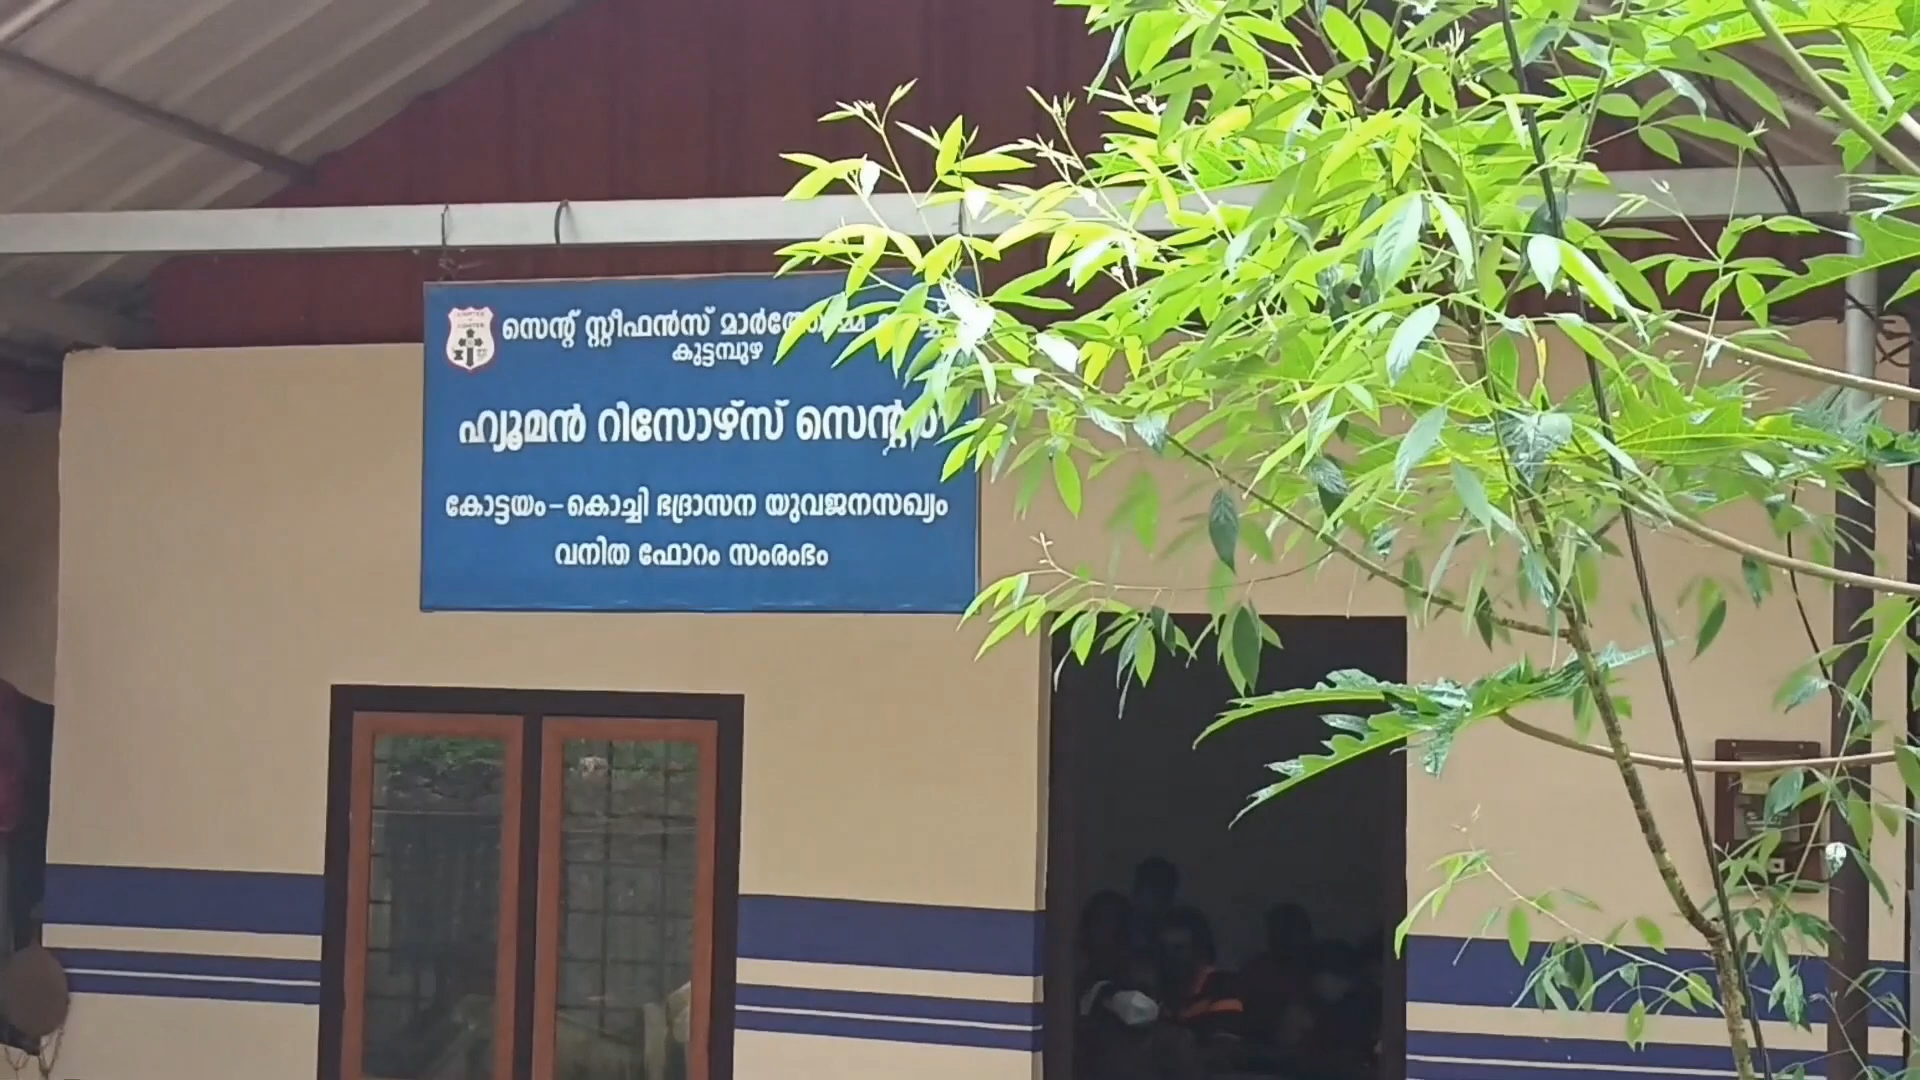 സെന്റ് സ്റ്റീഫൻസ് മാർത്തോമ്മ
കുട്ടമ്പുഴ
ഹ്യൂമൻ റിസോഴ്സ് സെന്റർ
കോട്ടയം-കൊച്ചി ഭദ്രാസന യുവജനസഖ്യം
വനിത ഫോറം സംരംഭം